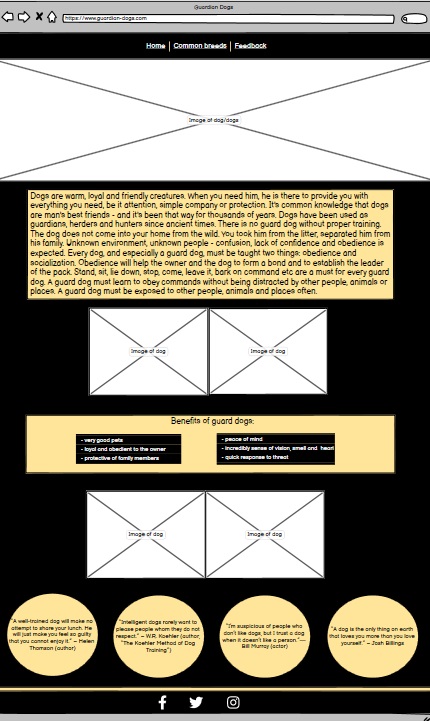 Guardian Dogs
https://www.guardian-dogs.com
Home | Common breeds | Feedback
Image of dog/dogs
Dogs are warm, loyal and friendly creatures. When you need him, he is there to provide you with
everything you need, be it attention, simple company or protection. It's common knowledge that dogs
are man's best friends - and it's been that way for thousands of years. Dogs have been used as
guardians, herders and hunters since ancient times. There is no guard dog without proper training.
The dog does not come into your home from the wild. You took him from the litter, separated him from
his family. Unknown environment, unknown people - confusion, lack of confidence and obedience is
expected. Every dog, and especially a guard dog, must be taught two things: obedience and
socialization. Obedience will help the owner and the dog to form a bond and to establish the leader
of the pack. Stand, sit, lie down, stop, come, leave it, bark on command etc are a must for every guard
dog. A guard dog must learn to obey commands without being distracted by other people, animals or
places. A guard dog must be exposed to other people, animals and places often.
Image of dog
Image of dog
Benefits of guard dogs:
- very good pets
- loyal and obedient to the owner
- protective of family members
- peace of mind
- incredibly sense of vision, smell and heari
- quick response to threat
Image of dog
Image of dog
"A well-trained dog will make no
attempt to share your lunch. He
will just make you feel so guilty
that you cannot enjoy it." – Helen
Thomson (author)
"Intelligent dogs rarely want to
please people whom they do not
respect." – W.R. Koehler (author,
"The Koehler Method of Dog
Training")
"I'm suspicious of people who
don't like dogs, but I trust a dog
when it doesn't like a person."—
Bill Murray (actor)
"A dog is the only thing on earth
that loves you more than you love
yourself." – Josh Billings